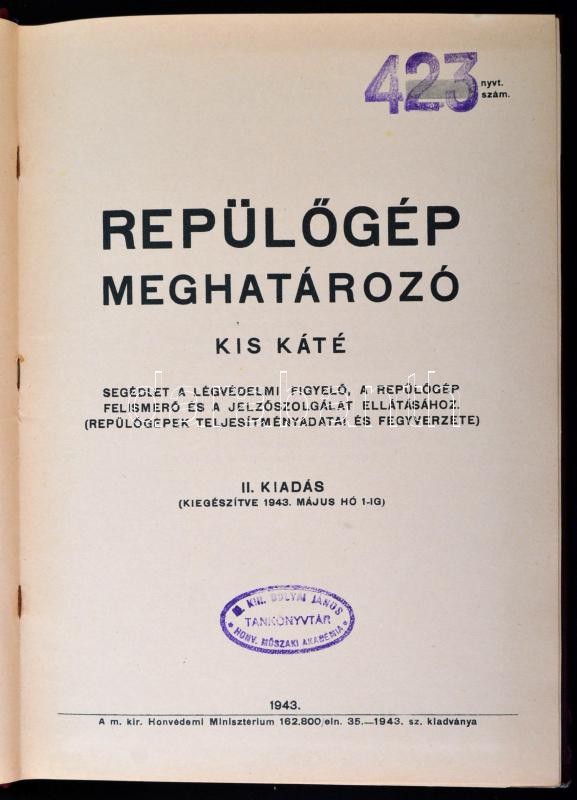 423 nyvt.
szám.
REPÜLŐGÉP
MEGHATÁROZÓ
KIS KÁTÉ
SEGÉDLET A LÉGVÉDELMI FIGYELŐ, A REPÜLŐGÉP
FELISMERŐ ÉS A JELZŐSZOLGÁLAT ELLÁTÁSÁHOZ.
(REPÜLŐGÉPEK TELJESÍTMÉNYADATAI ÉS FEGYVERZETE)
II. KIADÁS
(KIEGÉSZÍTVE 1943. MÁJUS HÓ 1-IG)
M. KIR. BOLYAI JÁNOS
TANKÖNYVTÁR
HONV. MŰSZAKI AKADÉMIA
1943.
A m. kir. Honvédelmi Minisztérium 162.800/eln. 35.—1943. sz. kiadványa